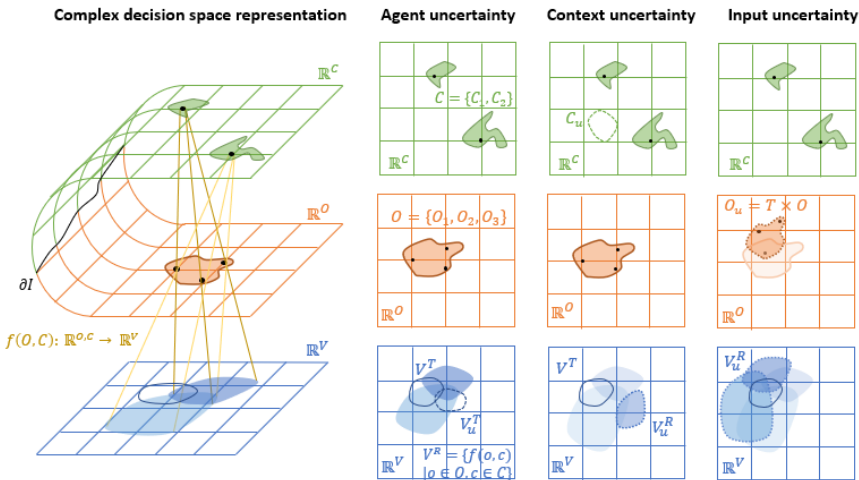 Complex decision space representation
Agent uncertainty
Context uncertainty
Input uncertainty
ℝ^C
C = {C_1, C_2}
ℝ^C
C_u
ℝ^C
ℝ^C
ℝ^O
∂I
O = {O_1, O_2, O_3}
ℝ^O
ℝ^O
O_u = T × O
ℝ^O
f(O, C): ℝ^{o,c} → ℝ^V
ℝ^V
V^T
V_u^T
V^R = {f(o, c)
|o ∈ O, c ∈ C}
ℝ^V
V^T
V_u^R
ℝ^V
V_u^R
ℝ^V